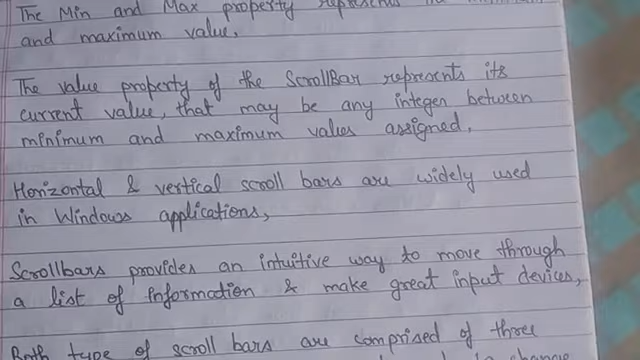 The Min and Max property represents
and maximum value.
The value property of the ScrollBar represents its
current value, that may be any integer between
minimum and maximum values assigned.
Horizontal & vertical scroll bars are widely used
in Windows applications,
Scrollbars provides an intuitive way to move through
a list of information & make great input devices,
Both type of scroll bars are comprised of three
change